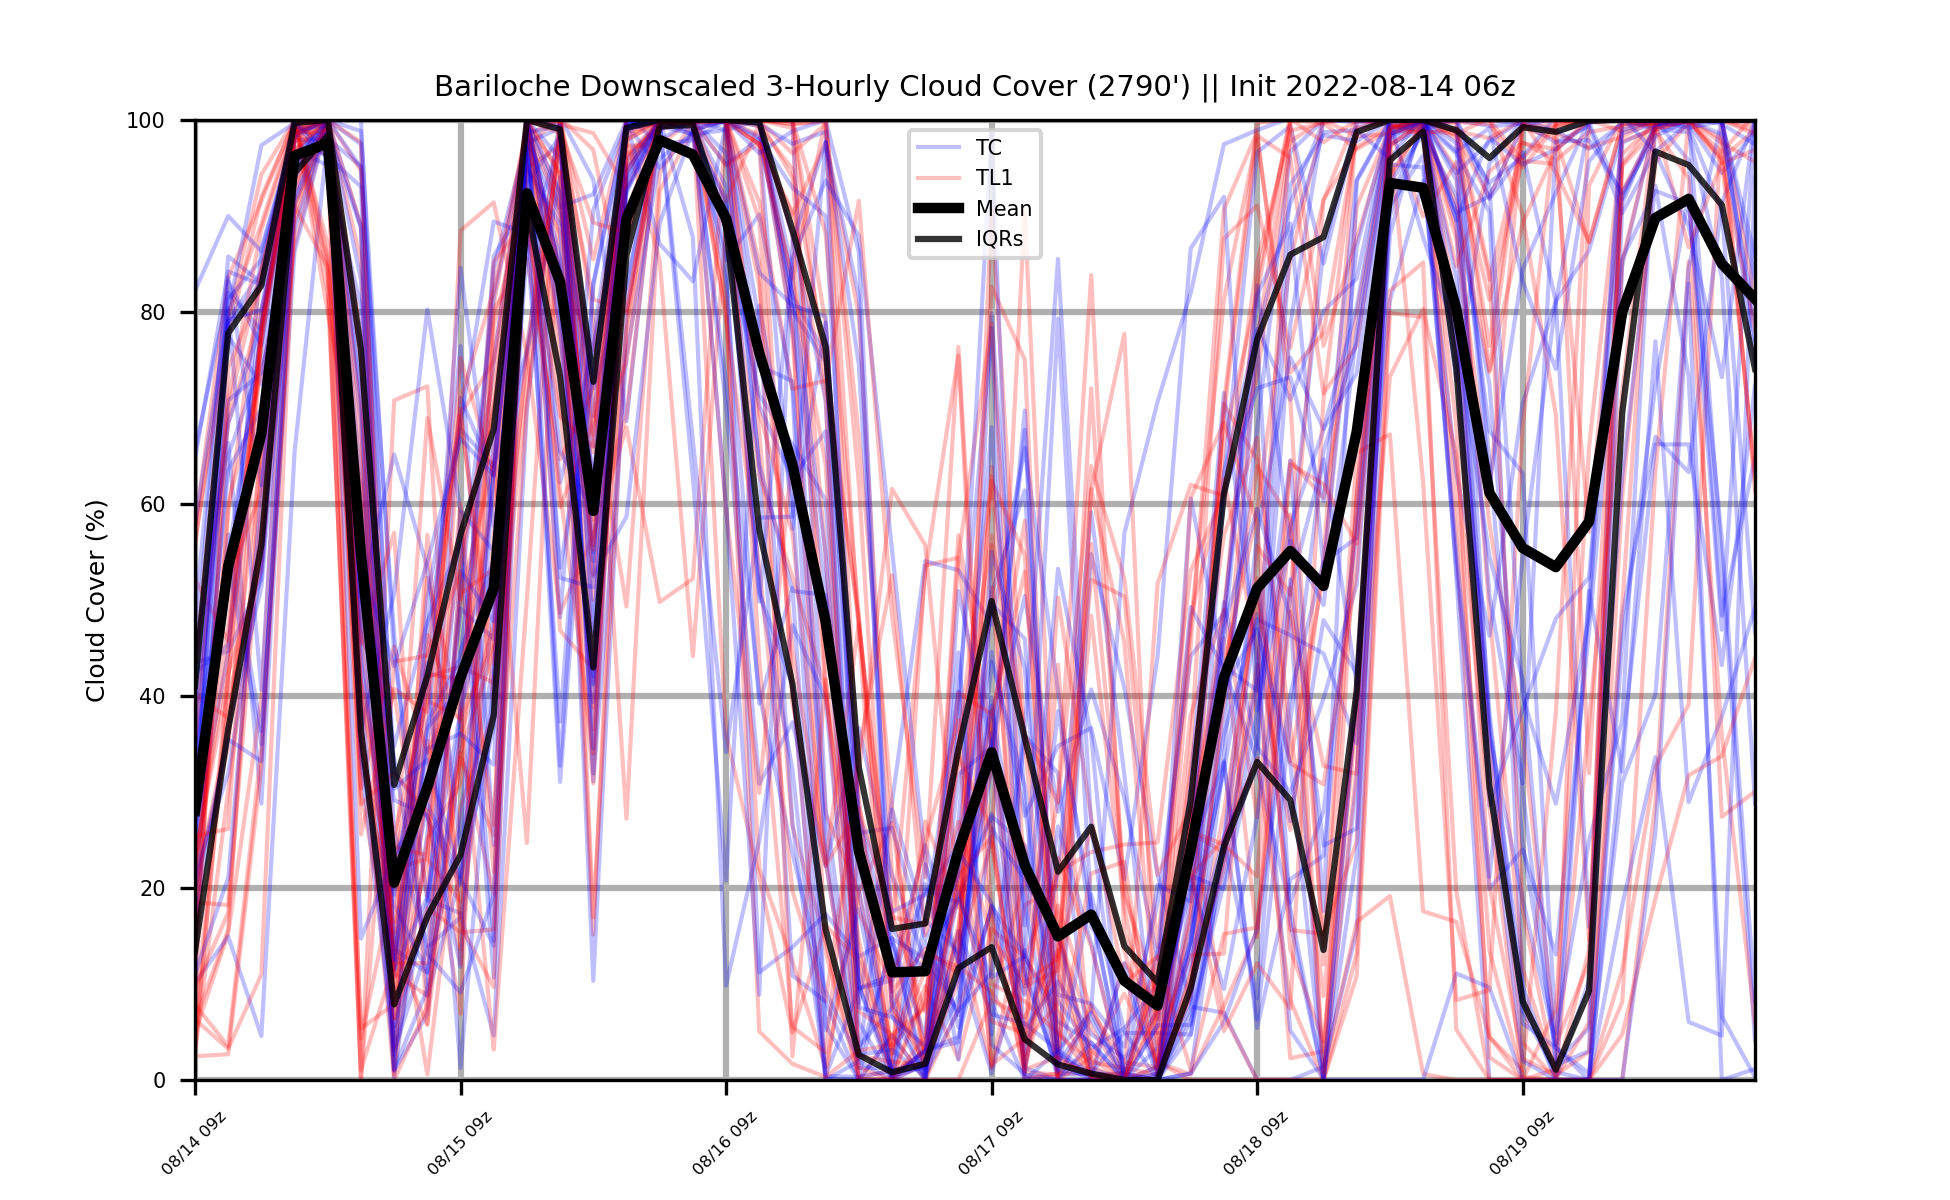 Bariloche Downscaled 3-Hourly Cloud Cover (2790') || Init 2022-08-14 06z
TC
TL1
Mean
IQRs
Cloud Cover (%)
100
80
60
40
20
0
08/14 09z
08/15 09z
08/16 09z
08/17 09z
08/18 09z
08/19 09z